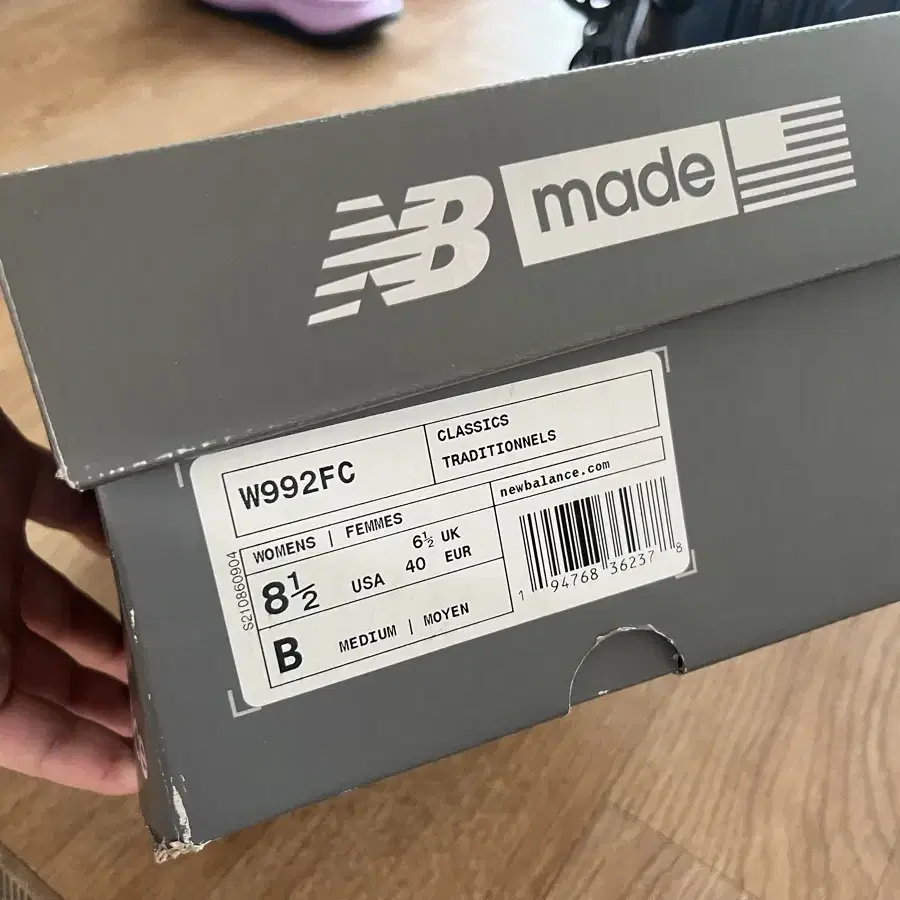 NB made
W992FC
CLASSICS
TRADITIONNELS
newbalance.com
WOMENS | FEMMES
8½ USA
6½ UK
40 EUR
B MEDIUM | MOYEN
1 94768 36237 8
S210860904